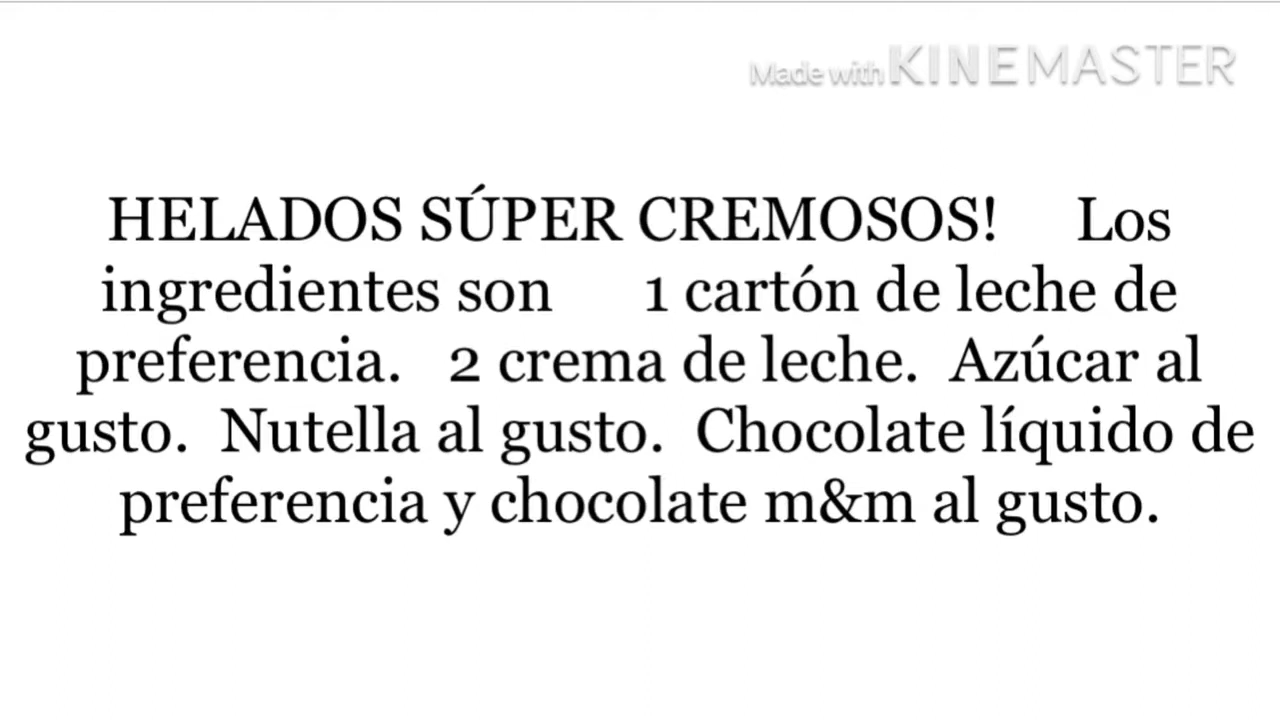 Made with KINEMASTER
HELADOS SÚPER CREMOSOS! Los
ingredientes son 1 cartón de leche de
preferencia. 2 crema de leche. Azúcar al
gusto. Nutella al gusto. Chocolate líquido de
preferencia y chocolate m&m al gusto.